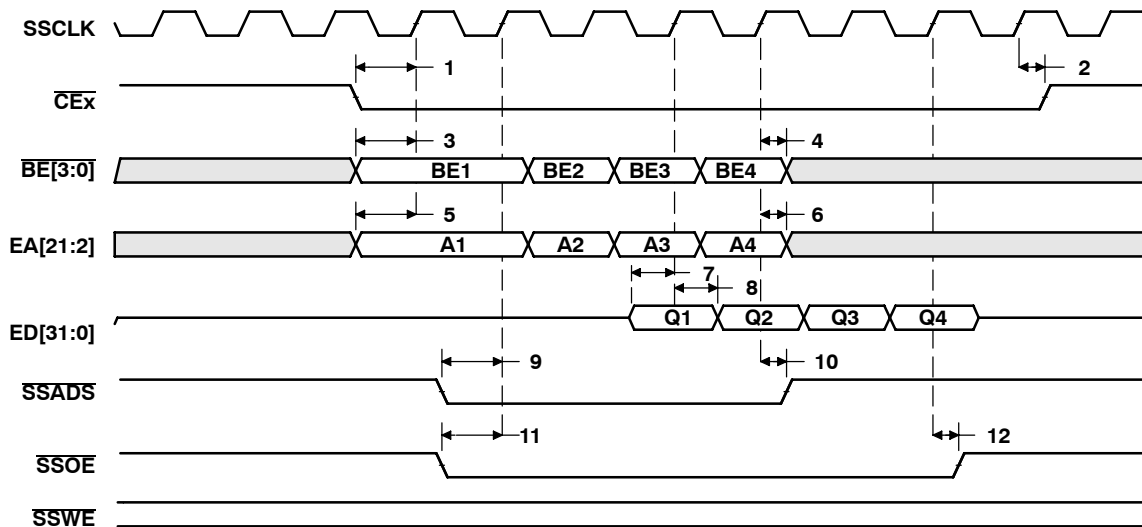 SSCLK
1 2
CEx
3 4
BE[3:0] BE1 BE2 BE3 BE4
5 6
EA[21:2] A1 A2 A3 A4
7
8
ED[31:0] Q1 Q2 Q3 Q4
9 10
SSADS
11 12
SSOE
SSWE